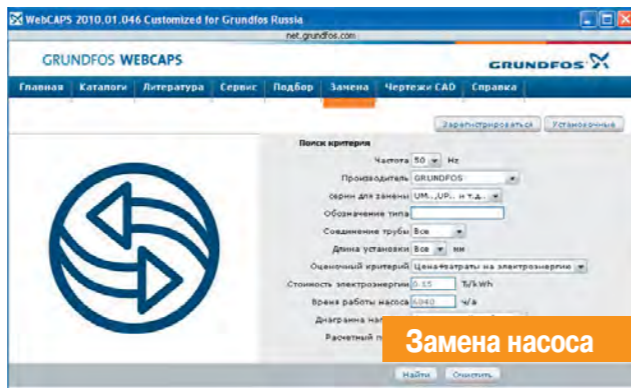 WebCAPS 2010.01.046 Customized for Grundfos Russia
net.grundfos.com
GRUNDFOS WEBCAPS
GRUNDFOS
Главная Каталоги Литература Сервис Подбор Замена Чертежи CAD Справка
Зарегистрироваться Установочные
Поиск критерия
Частота 50 Hz
Производитель GRUNDFOS
серии для замены UM..,UP.. и т.д..
Обозначение типа
Соединение трубы Все
Длина установки Все мм
Оценочный критерий Цена+затраты на электроэнергию
Стоимость электроэнергии 0.15 /kWh
Время работы насоса 6840 ч/а
Диаграмма
Расчетный
Замена насоса
Найти Очистить